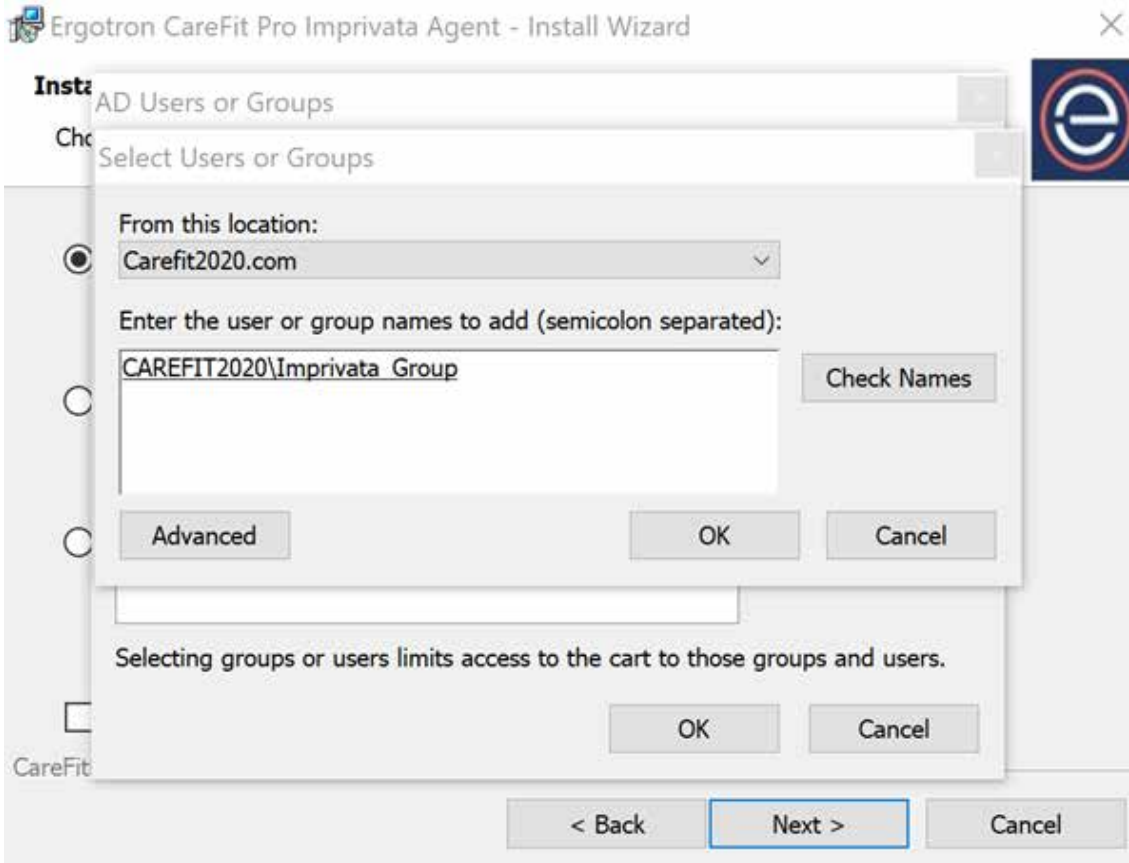 Ergotron CareFit Pro Imprivata Agent - Install Wizard
Insta
AD Users or Groups
Cho
Select Users or Groups
From this location:
Carefit2020.com
Enter the user or group names to add (semicolon separated):
CAREFIT2020\Imprivata Group
Check Names
Advanced
OK
Cancel
Selecting groups or users limits access to the cart to those groups and users.
OK
Cancel
CareFit
< Back
Next >
Cancel